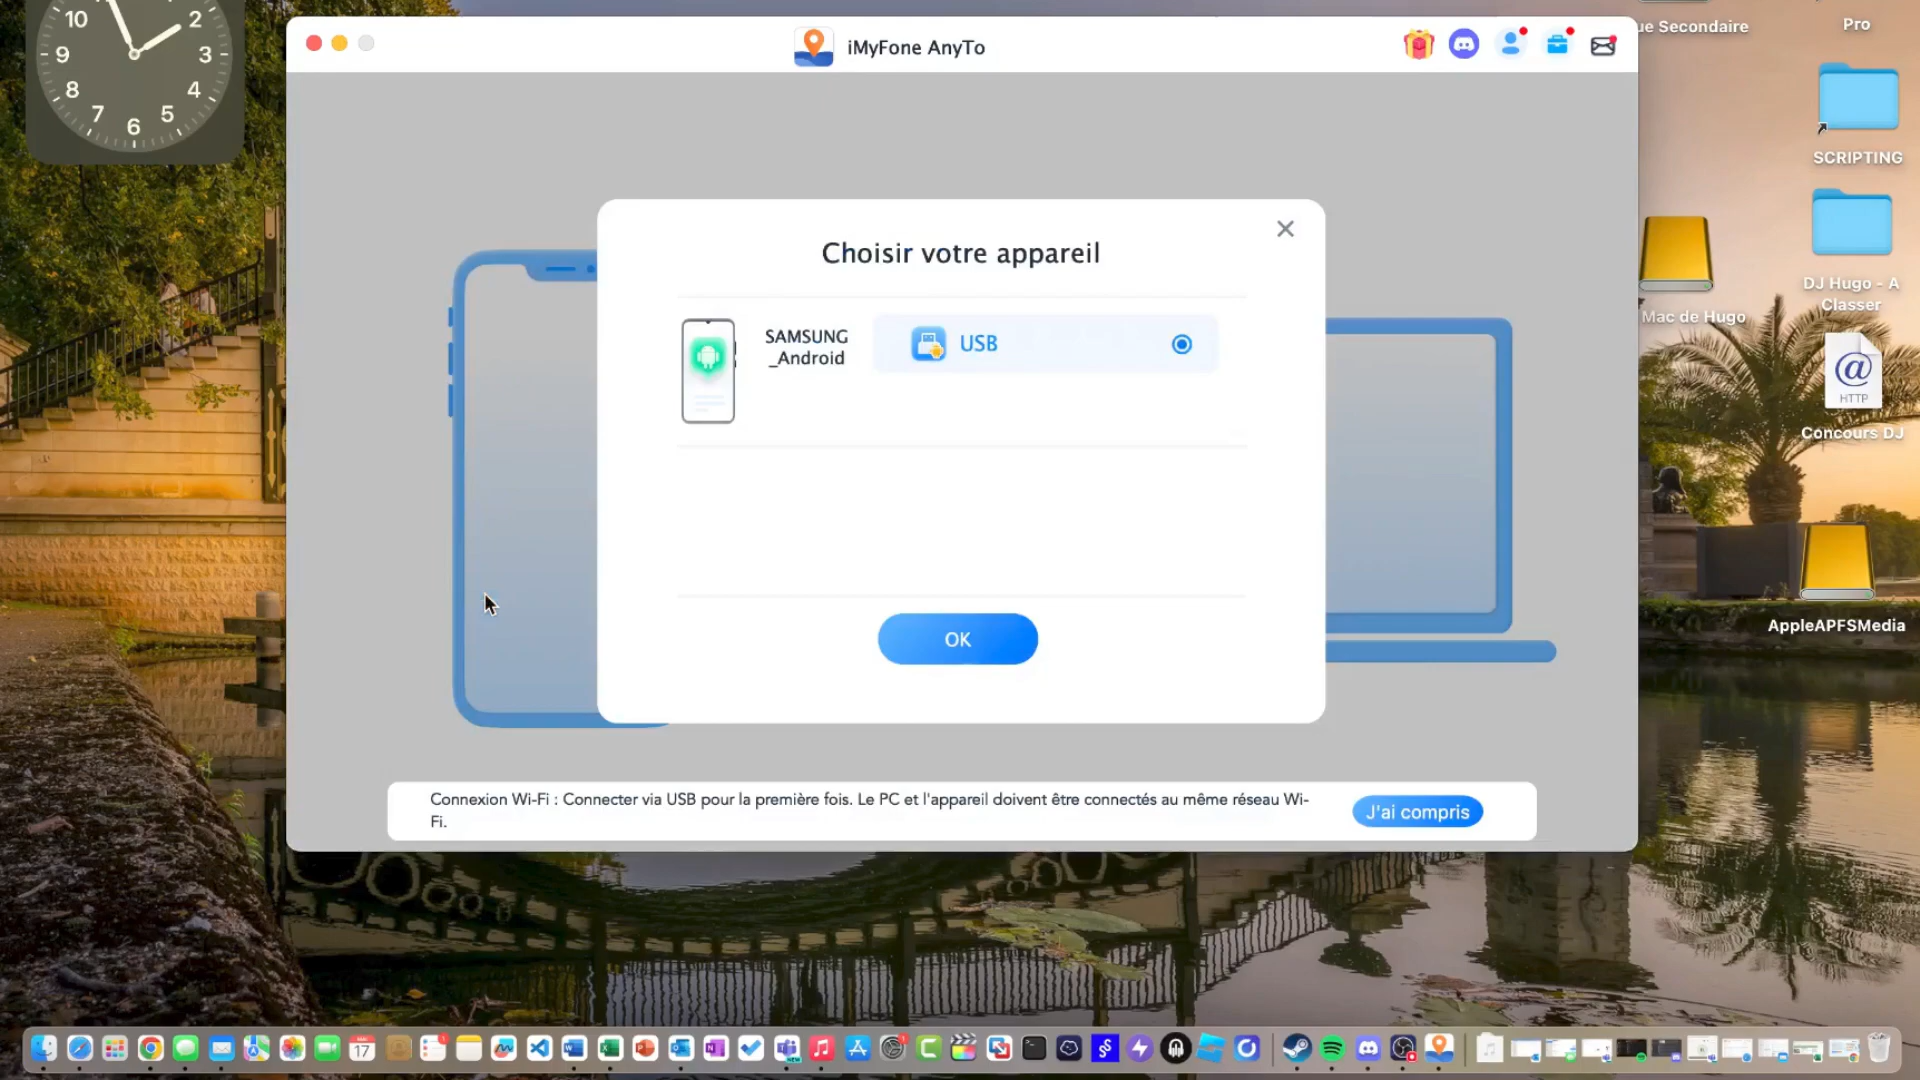 10
2
9
3
8
4
7
5
6
iMyFone AnyTo
ue Secondaire
Pro
SCRIPTING
DJ Hugo - A
Classer
Mac de Hugo
HTTP
Concours DJ
AppleAPFSMedia
Choisir votre appareil
SAMSUNG
_Android
USB
OK
Connexion Wi-Fi : Connecter via USB pour la première fois. Le PC et l'appareil doivent être connectés au même réseau Wi-
Fi.
J'ai compris
17